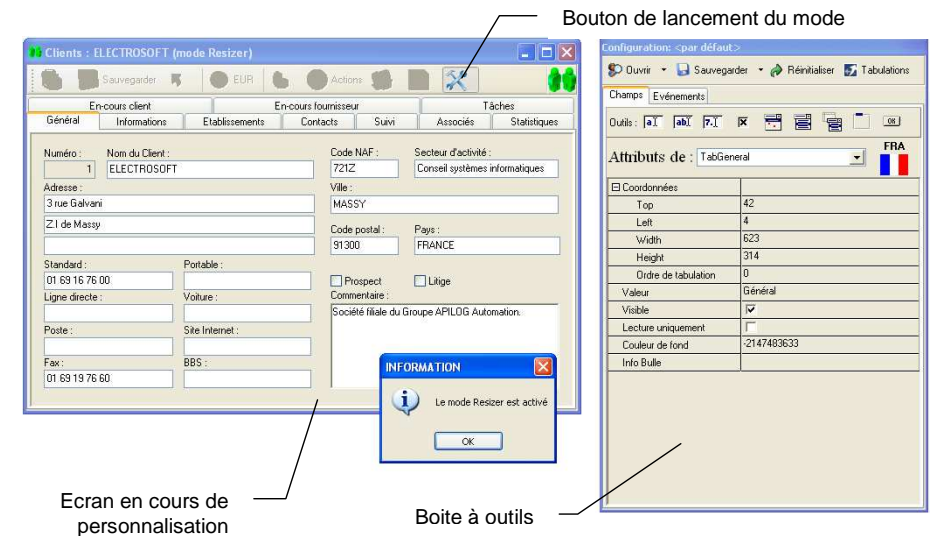 Bouton de lancement du mode
Clients : ELECTROSOFT (mode Resizer)
Sauvegarder EUR Actions
En-cours client En-cours fournisseur Tâches
Général Informations Etablissements Contacts Suivi Associés Statistiques
Numéro : Nom du Client : Code NAF : Secteur d'activité :
1 ELECTROSOFT 721Z Conseil systèmes informatiques
Adresse : Ville :
3 rue Galvani MASSY
Z.I de Massy
Code postal : Pays :
91300 FRANCE
Standard : Portable :
01 69 16 76 00 Prospect Litige
Ligne directe : Voiture : Commentaire :
Société filiale du Groupe APILOG Automation.
Poste : Site Internet :
Fax : BBS :
01 69 19 76 60
INFORMATION
Le mode Resizer est activé
OK
Configuration: <par défaut>
Ouvrir Sauvegarder Réinitialiser Tabulations
Champs Evénements
Outils : a ab 7. OK
Attributs de : TabGeneral FRA
Coordonnées
Top 42
Left 4
Width 623
Height 314
Ordre de tabulation 0
Valeur Général
Visible
Lecture uniquement
Couleur de fond -2147483633
Info Bulle
Ecran en cours de
personnalisation
Boite à outils